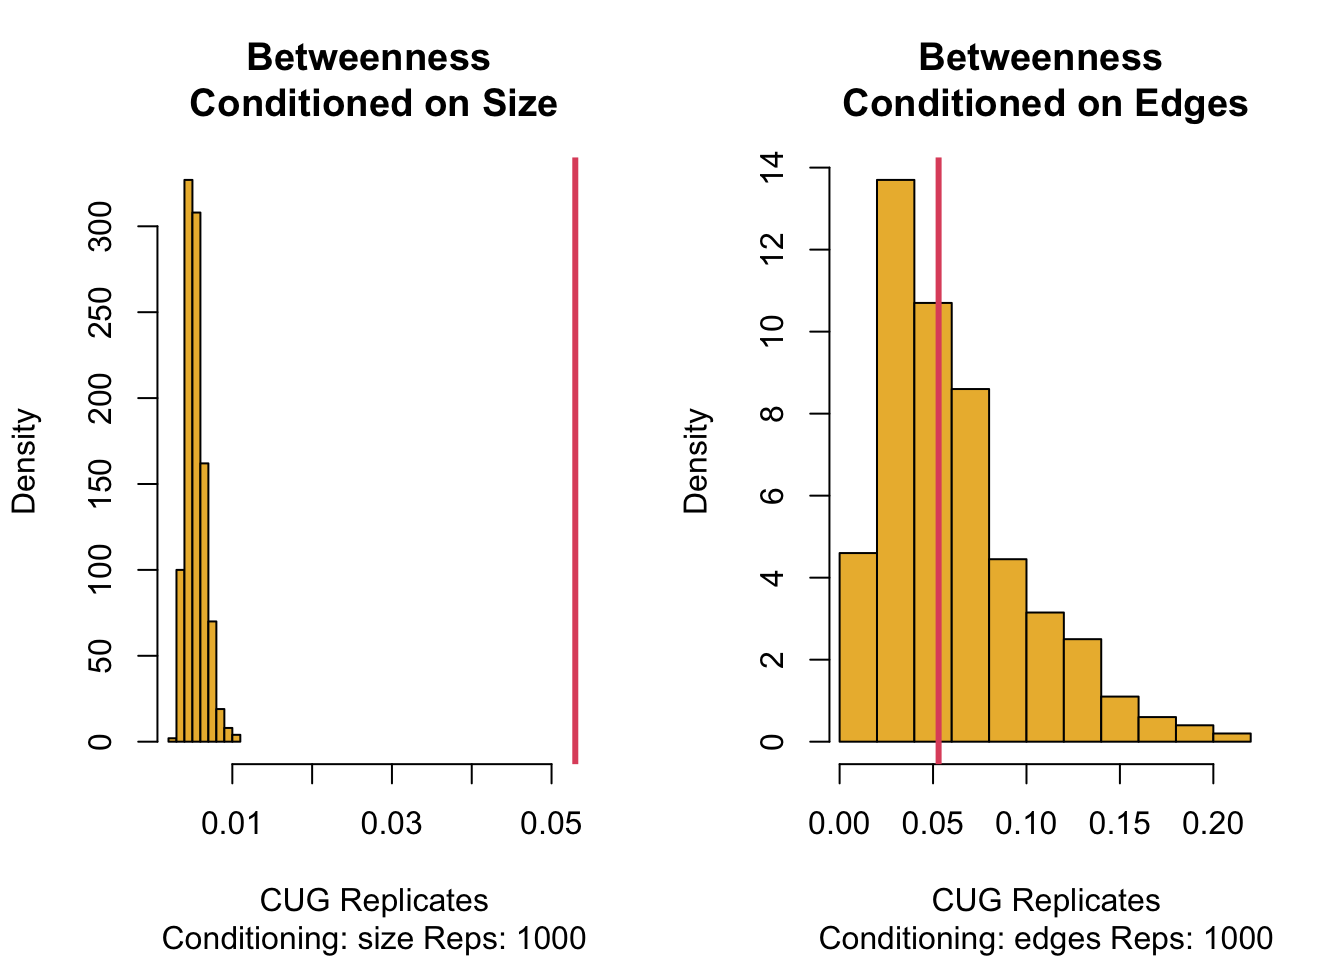 Betweenness
Conditioned on Size
Density
0
50
100
150
200
250
300
0.01
0.03
0.05
CUG Replicates
Conditioning: size Reps: 1000
Betweenness
Conditioned on Edges
Density
0
2
4
6
8
10
12
14
0.00
0.05
0.10
0.15
0.20
CUG Replicates
Conditioning: edges Reps: 1000